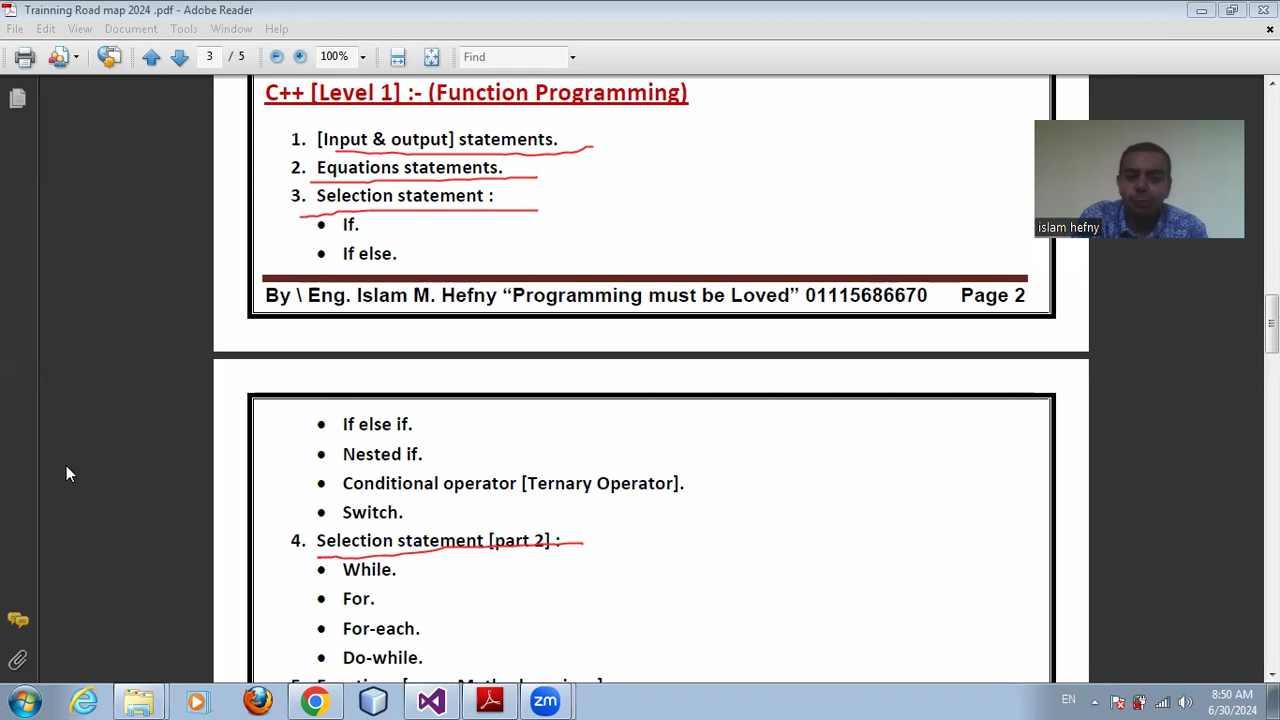 Trainning Road map 2024 .pdf - Adobe Reader
File Edit View Document Tools Window Help
3 / 5 100% Find
C++ [Level 1] :- (Function Programming)
1. [Input & output] statements.
2. Equations statements.
3. Selection statement :
• If.
• If else.
islam hefny
By \ Eng. Islam M. Hefny “Programming must be Loved” 01115686670 Page 2
• If else if.
• Nested if.
• Conditional operator [Ternary Operator].
• Switch.
4. Selection statement [part 2] :
• While.
• For.
• For-each.
• Do-while.
zm
EN
8:50 AM
6/30/2024